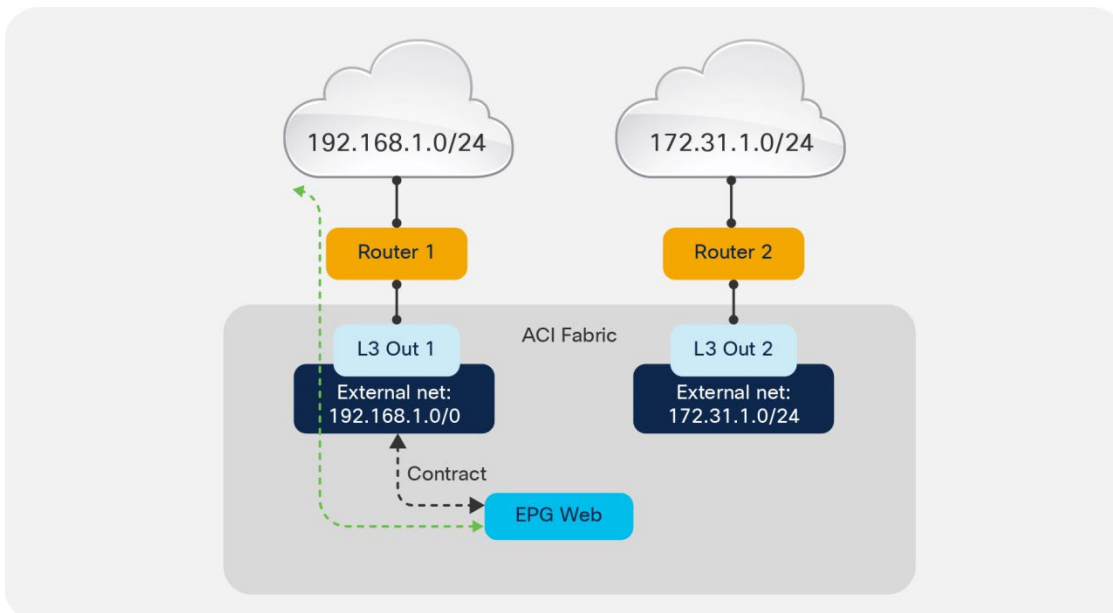 192.168.1.0/24
172.31.1.0/24
Router 1
Router 2
ACI Fabric
L3 Out 1
L3 Out 2
External net:
192.168.1.0/0
External net:
172.31.1.0/24
Contract
EPG Web